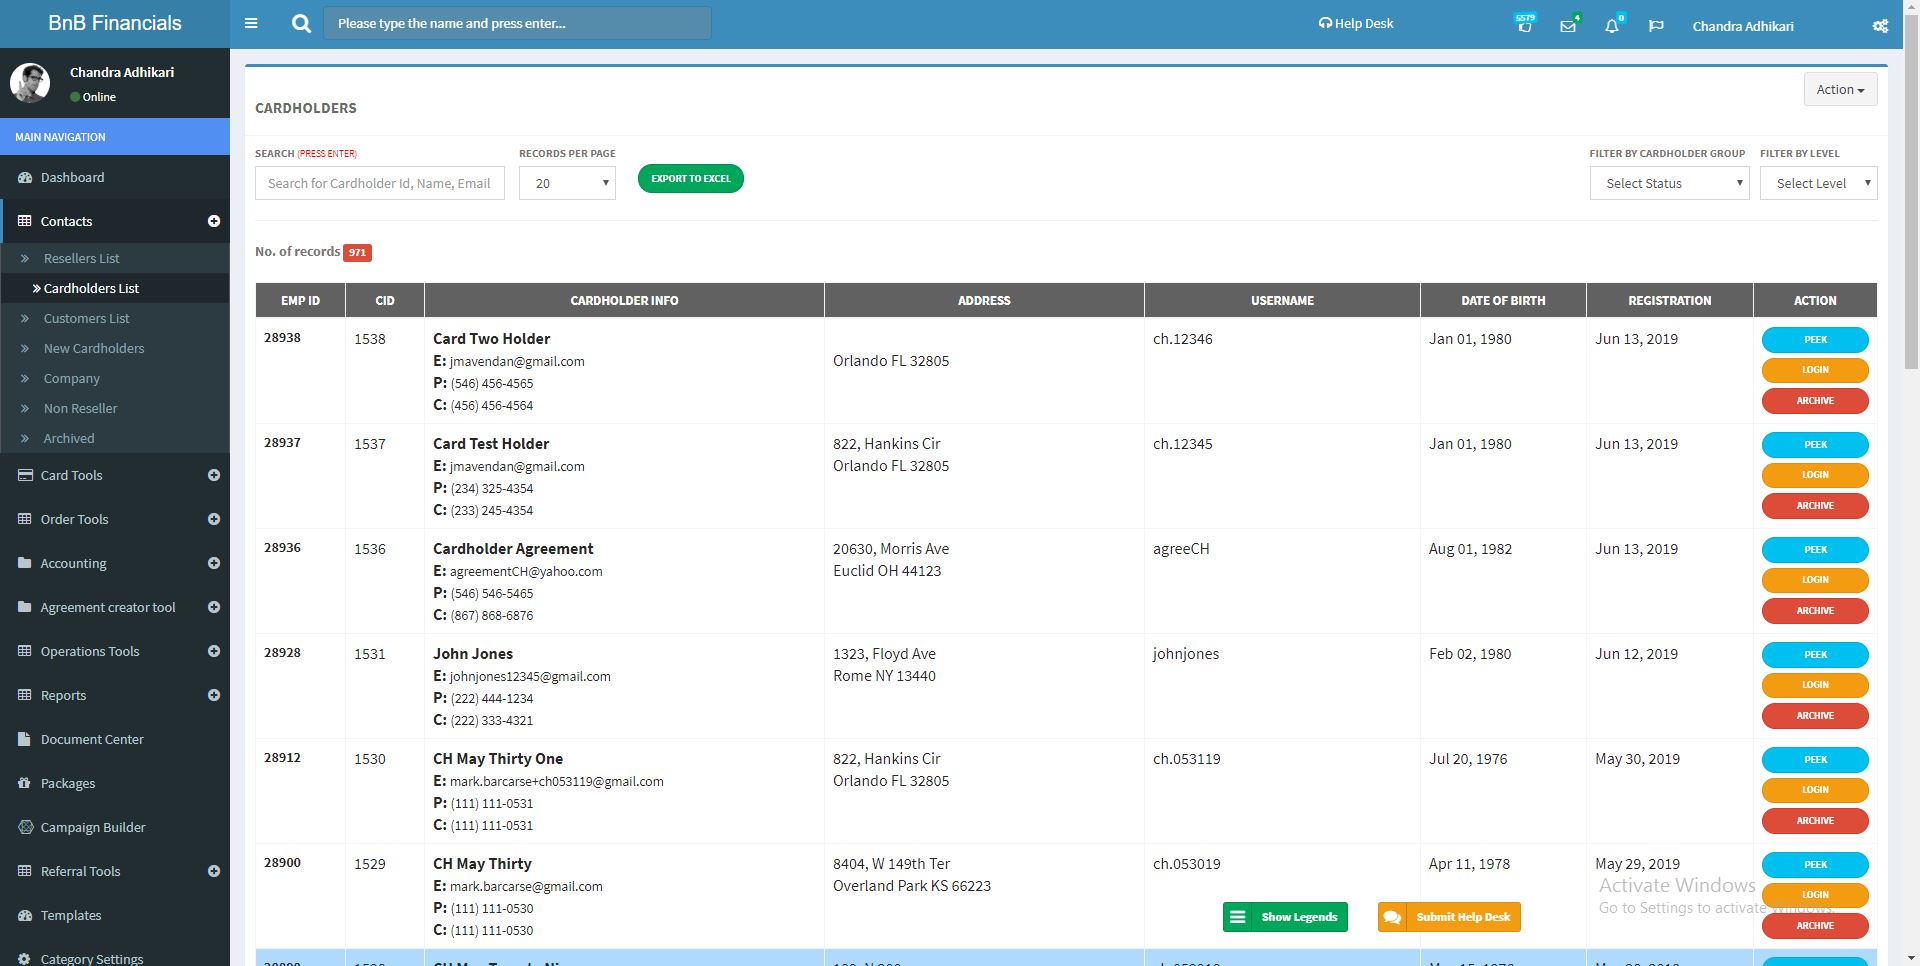 BnB Financials
Please type the name and press enter...
Help Desk
5579
4
0
Chandra Adhikari
Chandra Adhikari
Online
MAIN NAVIGATION
Dashboard
Contacts
Resellers List
Cardholders List
Customers List
New Cardholders
Company
Non Reseller
Archived
Card Tools
Order Tools
Accounting
Agreement creator tool
Operations Tools
Reports
Document Center
Packages
Campaign Builder
Referral Tools
Templates
Category Settings
Action
CARDHOLDERS
SEARCH (PRESS ENTER)
RECORDS PER PAGE
FILTER BY CARDHOLDER GROUP
FILTER BY LEVEL
Search for Cardholder Id, Name, Email
20
EXPORT TO EXCEL
Select Status
Select Level
No. of records 971
EMP ID CID CARDHOLDER INFO ADDRESS USERNAME DATE OF BIRTH REGISTRATION ACTION
28938 1538 Card Two Holder ch.12346 Jan 01, 1980 Jun 13, 2019 PEEK
E: jmavendan@gmail.com Orlando FL 32805 LOGIN
P: (546) 456-4565
C: (456) 456-4564 ARCHIVE
28937 1537 Card Test Holder 822, Hankins Cir ch.12345 Jan 01, 1980 Jun 13, 2019 PEEK
E: jmavendan@gmail.com Orlando FL 32805 LOGIN
P: (234) 325-4354
C: (233) 245-4354 ARCHIVE
28936 1536 Cardholder Agreement 20630, Morris Ave agreeCH Aug 01, 1982 Jun 13, 2019 PEEK
E: agreementCH@yahoo.com Euclid OH 44123 LOGIN
P: (546) 546-5465
C: (867) 868-6876 ARCHIVE
28928 1531 John Jones 1323, Floyd Ave johnjones Feb 02, 1980 Jun 12, 2019 PEEK
E: johnjones12345@gmail.com Rome NY 13440 LOGIN
P: (222) 444-1234
C: (222) 333-4321 ARCHIVE
28912 1530 CH May Thirty One 822, Hankins Cir ch.053119 Jul 20, 1976 May 30, 2019 PEEK
E: mark.barcarse+ch053119@gmail.com Orlando FL 32805 LOGIN
P: (111) 111-0531
C: (111) 111-0531 ARCHIVE
28900 1529 CH May Thirty 8404, W 149th Ter ch.053019 Apr 11, 1978 May 29, 2019 PEEK
E: mark.barcarse@gmail.com Overland Park KS 66223 LOGIN
P: (111) 111-0530
C: (111) 111-0530 ARCHIVE
Activate Windows
Go to Settings to activate Windows.
Show Legends
Submit Help Desk